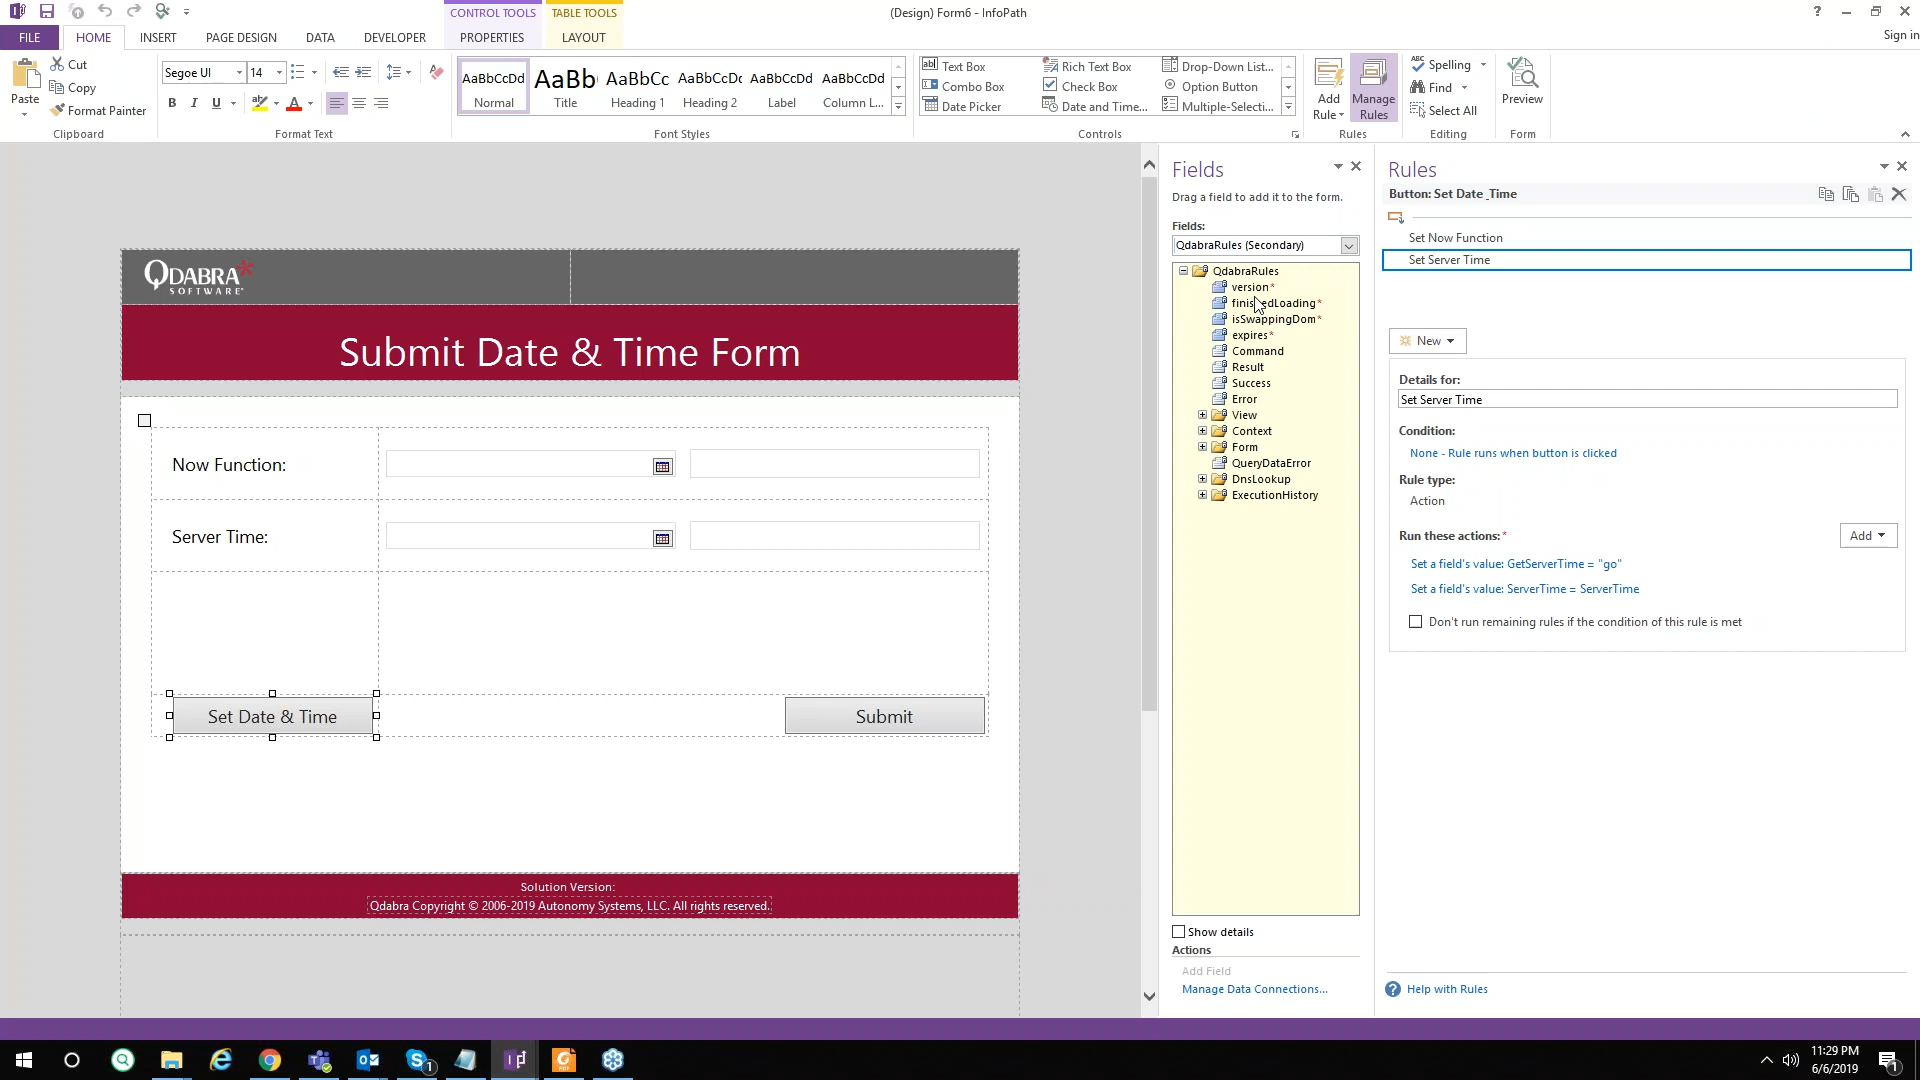 CONTROL TOOLS
TABLE TOOLS
(Design) Form6 - InfoPath
?
Sign in
FILE
HOME
INSERT
PAGE DESIGN
DATA
DEVELOPER
PROPERTIES
LAYOUT
Paste
Cut
Copy
Format Painter
Clipboard
Segoe UI
14
B I U
A
Format Text
AaBbCcDd
Normal
AaBb
Title
AaBbCc
Heading 1
AaBbCcDc
Heading 2
AaBbCcDd
Label
AaBbCcDd
Column L...
Font Styles
Text Box
Combo Box
Date Picker
Rich Text Box
Check Box
Date and Time...
Drop-Down List...
Option Button
Multiple-Selecti...
Controls
Add
Rule
Manage
Rules
Rules
Spelling
Find
Select All
Editing
Preview
Form
QDABRA
SOFTWARE
Submit Date & Time Form
Now Function:
Server Time:
Set Date & Time
Submit
Solution Version:
Qdabra Copyright © 2006-2019 Autonomy Systems, LLC. All rights reserved.
Fields
Drag a field to add it to the form.
Fields:
QdabraRules (Secondary)
QdabraRules
version*
finishedLoading*
isSwappingDom*
expires*
Command
Result
Success
Error
View
Context
Form
QueryDataError
DnsLookup
ExecutionHistory
Show details
Actions
Add Field
Manage Data Connections...
Rules
Button: Set Date _Time
Set Now Function
Set Server Time
New
Details for:
Set Server Time
Condition:
None - Rule runs when button is clicked
Rule type:
Action
Run these actions:*
Add
Set a field's value: GetServerTime = "go"
Set a field's value: ServerTime = ServerTime
Don't run remaining rules if the condition of this rule is met
Help with Rules
11:29 PM
6/6/2019
1
1